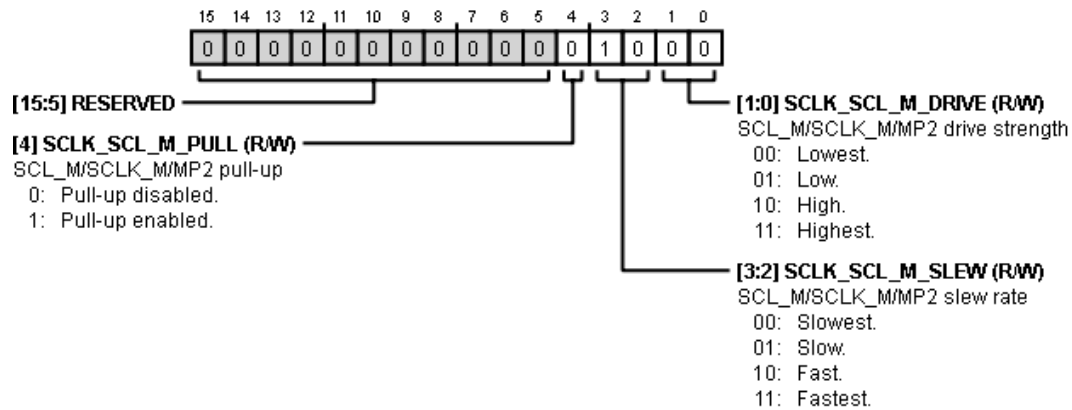 15 14 13 12 11 10 9 8 7 6 5 4 3 2 1 0
0 0 0 0 0 0 0 0 0 0 0 0 1 0 0 0
[15:5] RESERVED
[4] SCLK_SCL_M_PULL (R/W)
SCL_M/SCLK_M/MP2 pull-up
0: Pull-up disabled.
1: Pull-up enabled.
[1:0] SCLK_SCL_M_DRIVE (R/W)
SCL_M/SCLK_M/MP2 drive strength
00: Lowest.
01: Low.
10: High.
11: Highest.
[3:2] SCLK_SCL_M_SLEW (R/W)
SCL_M/SCLK_M/MP2 slew rate
00: Slowest.
01: Slow.
10: Fast.
11: Fastest.